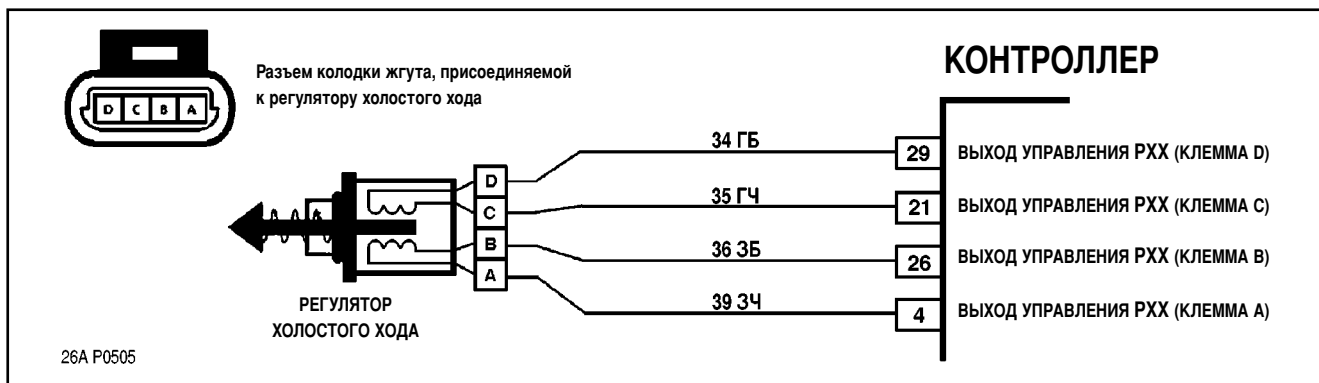 Разъем колодки жгута, присоединяемой
к регулятору холостого хода
D C B A
КОНТРОЛЛЕР
34 ГБ
29
ВЫХОД УПРАВЛЕНИЯ РХХ (КЛЕММА D)
D
35 ГЧ
21
ВЫХОД УПРАВЛЕНИЯ РХХ (КЛЕММА С)
C
36 ЗБ
26
ВЫХОД УПРАВЛЕНИЯ РХХ (КЛЕММА В)
B
39 ЗЧ
4
ВЫХОД УПРАВЛЕНИЯ РХХ (КЛЕММА А)
A
РЕГУЛЯТОР
ХОЛОСТОГО ХОДА
26А Р0505